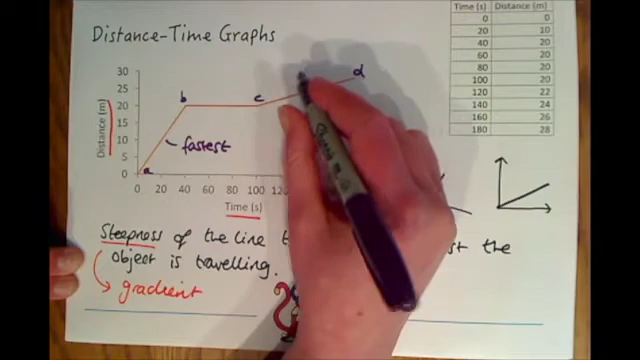 Distance-Time Graphs
Time (s) Distance (m)
0 0
20 10
40 20
60 20
80 20
100 20
120 22
140 24
160 26
180 28
30
25
20
15
10
5
0
Distance (m)
0 20 40 60 80 100 120
Time (s)
a
b
c
d
fastest
Steepness of the line
object is travelling.
the
gradient